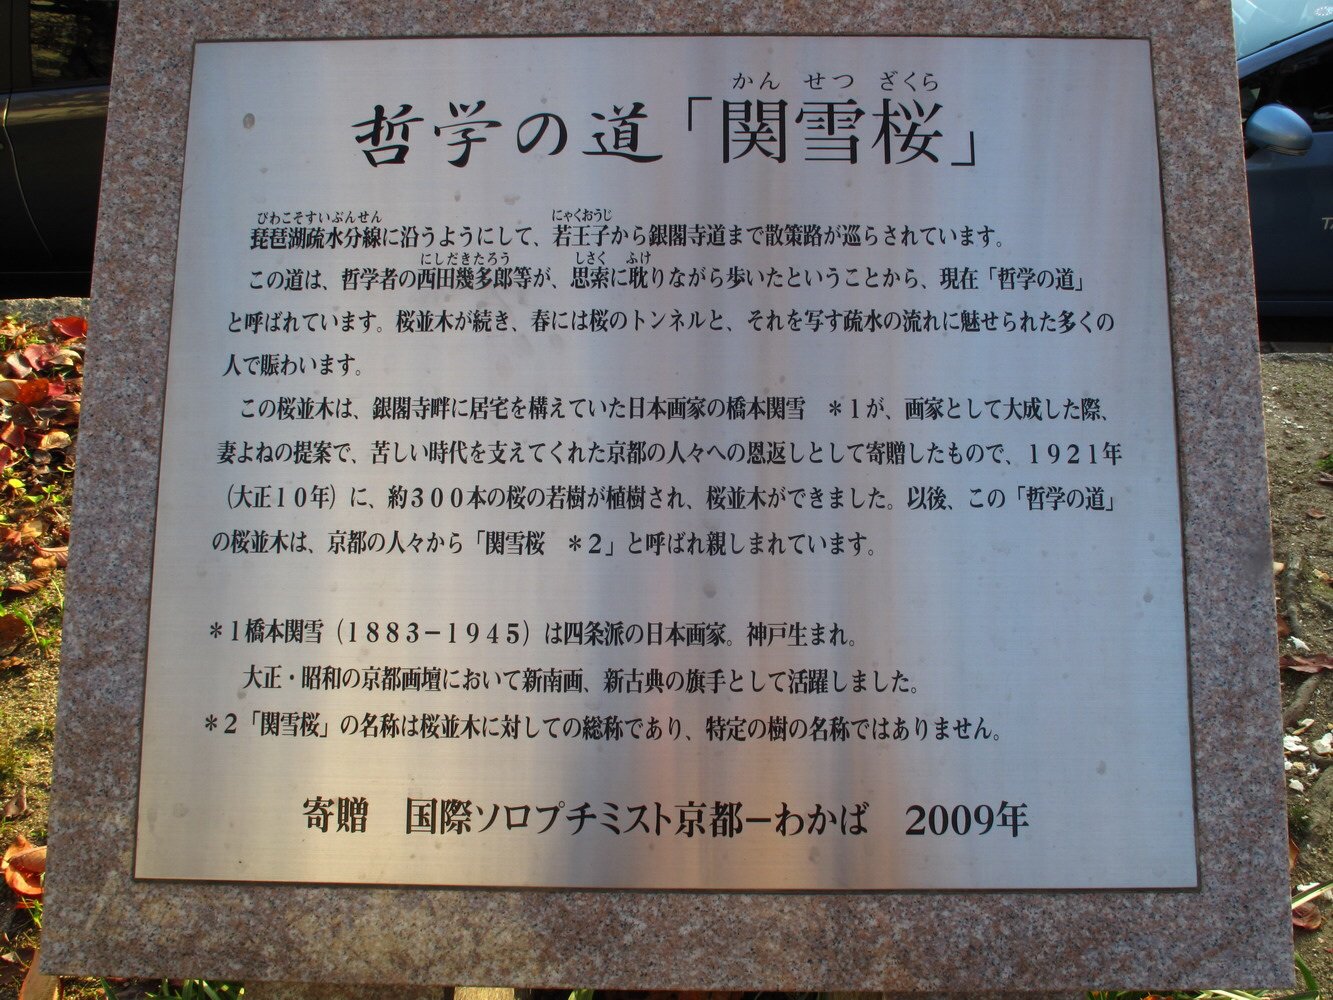 かん せつ ざくら
哲学の道「関雪桜」
びわこそすいぶんせん にゃくおうじ
琵琶湖疏水分線に沿うようにして、若王子から銀閣寺道まで散策路が巡らされています。
にしだきたろう しさく ふけ
この道は、哲学者の西田幾多郎等が、思索に耽りながら歩いたということから、現在「哲学の道」
と呼ばれています。桜並木が続き、春には桜のトンネルと、それを写す疏水の流れに魅せられた多くの
人で賑わいます。
この桜並木は、銀閣寺畔に居宅を構えていた日本画家の橋本関雪 ＊１が、画家として大成した際、
妻よねの提案で、苦しい時代を支えてくれた京都の人々への恩返しとして寄贈したもので、１９２１年
（大正１０年）に、約３００本の桜の若樹が植樹され、桜並木ができました。以後、この「哲学の道」
の桜並木は、京都の人々から「関雪桜 ＊２」と呼ばれ親しまれています。
＊１橋本関雪（１８８３−１９４５）は四条派の日本画家。神戸生まれ。
大正・昭和の京都画壇において新南画、新古典の旗手として活躍しました。
＊２「関雪桜」の名称は桜並木に対しての総称であり、特定の樹の名称ではありません。
寄贈 国際ソロプチミスト京都−わかば 2009年